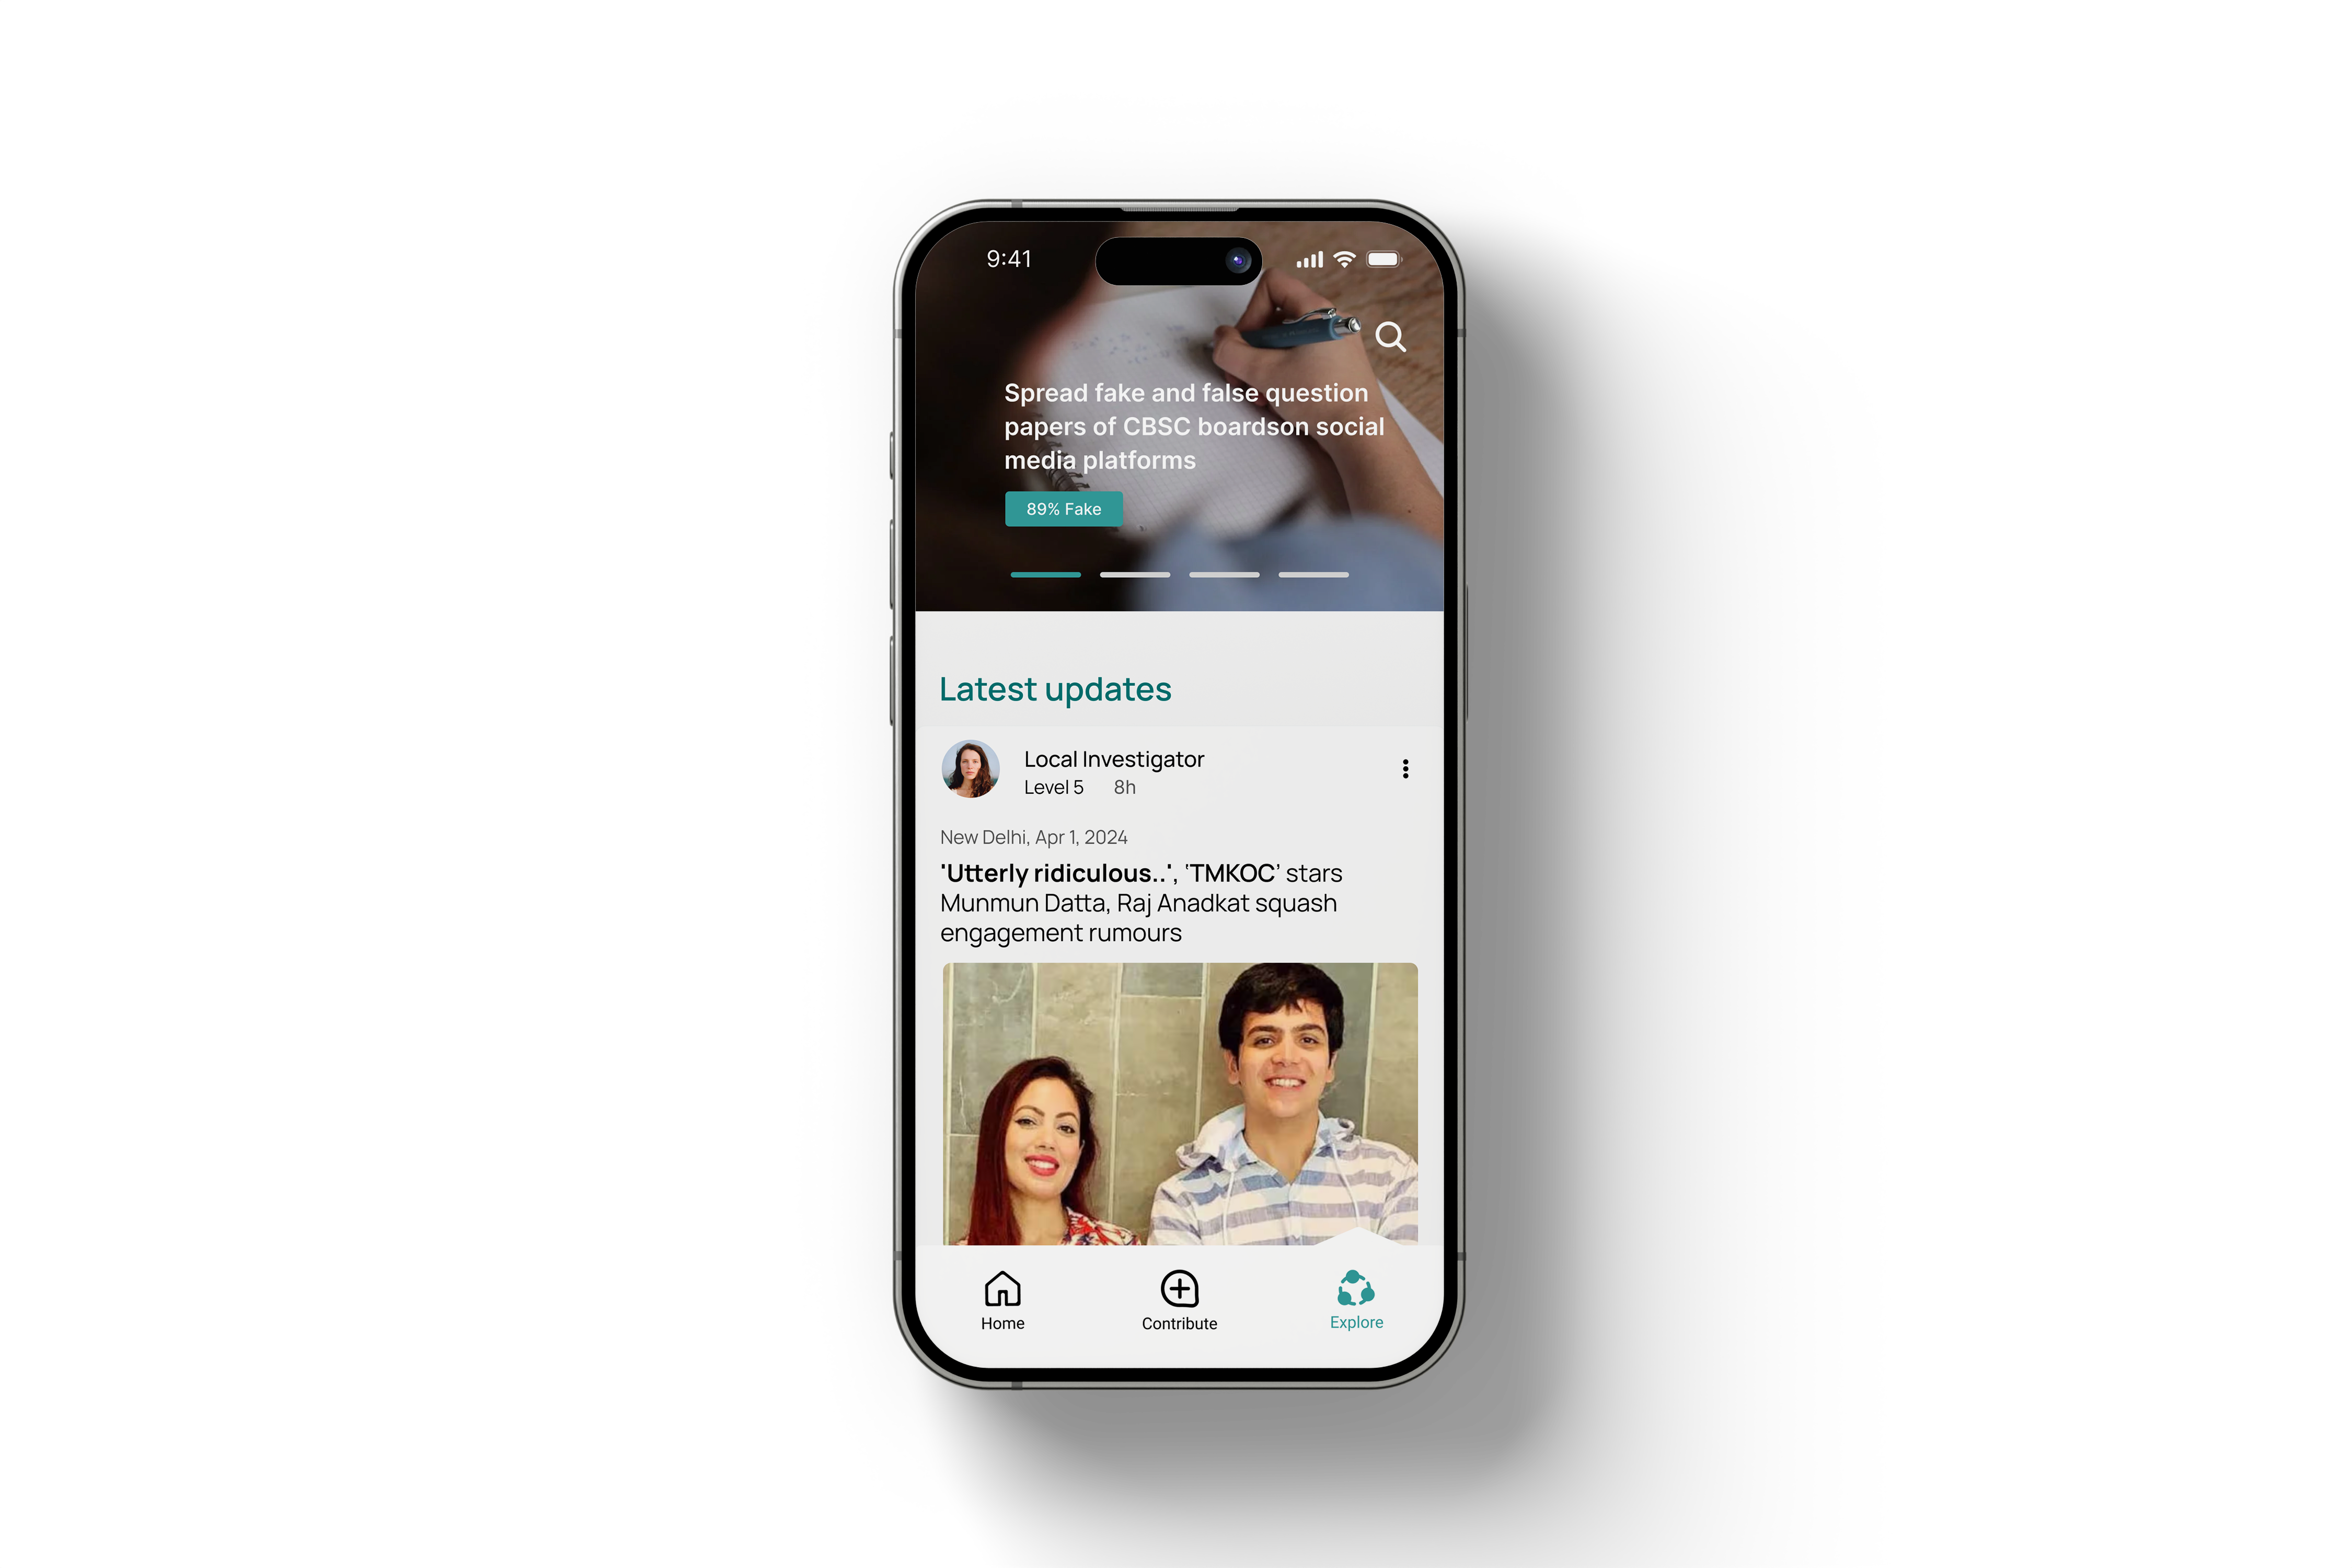 9:41
Spread fake and false question
papers of CBSC boardson social
media platforms
89% Fake
Latest updates
Local Investigator
Level 5 8h
New Delhi, Apr 1, 2024
'Utterly ridiculous..', ‘TMKOC’ stars
Munmun Datta, Raj Anadkat squash
engagement rumours
Home Contribute Explore